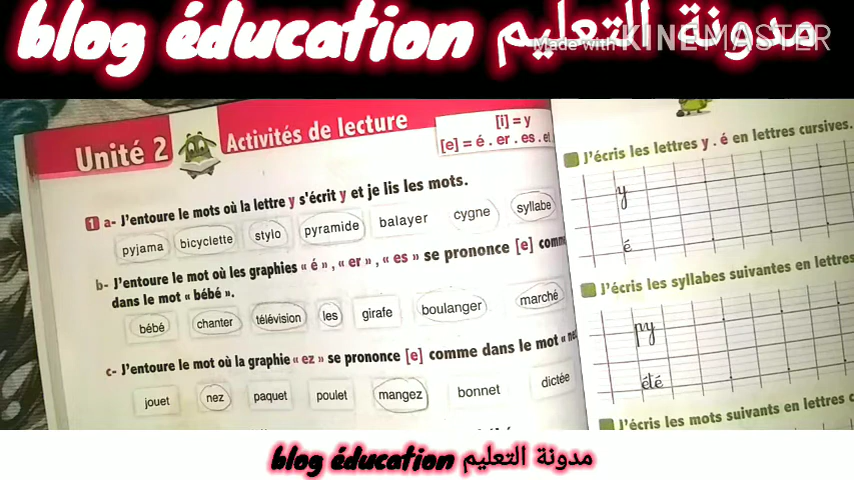 blog éducation مدونة التعليم
Made with KINEMASTER
Unité 2 Activités de lecture
[i] = y
[e] = é . er . es . et
1 a- J'entoure le mots où la lettre y s'écrit y et je lis les mots.
pyjama bicyclette stylo pyramide balayer cygne syllabe
b- J'entoure le mot où les graphies « é » , « er » , « es » se prononce [e] comm
dans le mot « bébé ».
bébé chanter télévision les girafe boulanger marché
c- J'entoure le mot où la graphie « ez » se prononce [e] comme dans le mot « ne
jouet nez paquet poulet mangez bonnet dictée
J'écris les lettres y . é en lettres cursives.
y
é
J'écris les syllabes suivantes en lettres
py
été
J'écris les mots suivants en lettres c
blog éducation مدونة التعليم